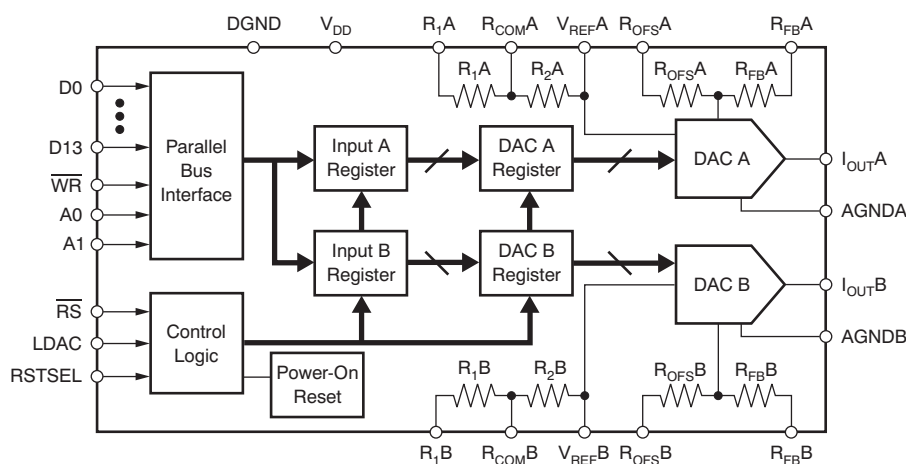 DGND V_DD R_1A R_COMA V_REFA R_OFSA R_FBA
R_1A R_2A R_OFSA R_FBA
D0
D13
W̅R̅
A0
A1
Parallel
Bus
Interface
Input A
Register
DAC A
Register
DAC A
I_OUTA
AGNDA
Input B
Register
DAC B
Register
DAC B
I_OUTB
AGNDB
R̅S̅
LDAC
RSTSEL
Control
Logic
Power-On
Reset
R_1B R_2B R_OFSB R_FBB
R_1B R_COMB V_REFB R_OFSB R_FBB